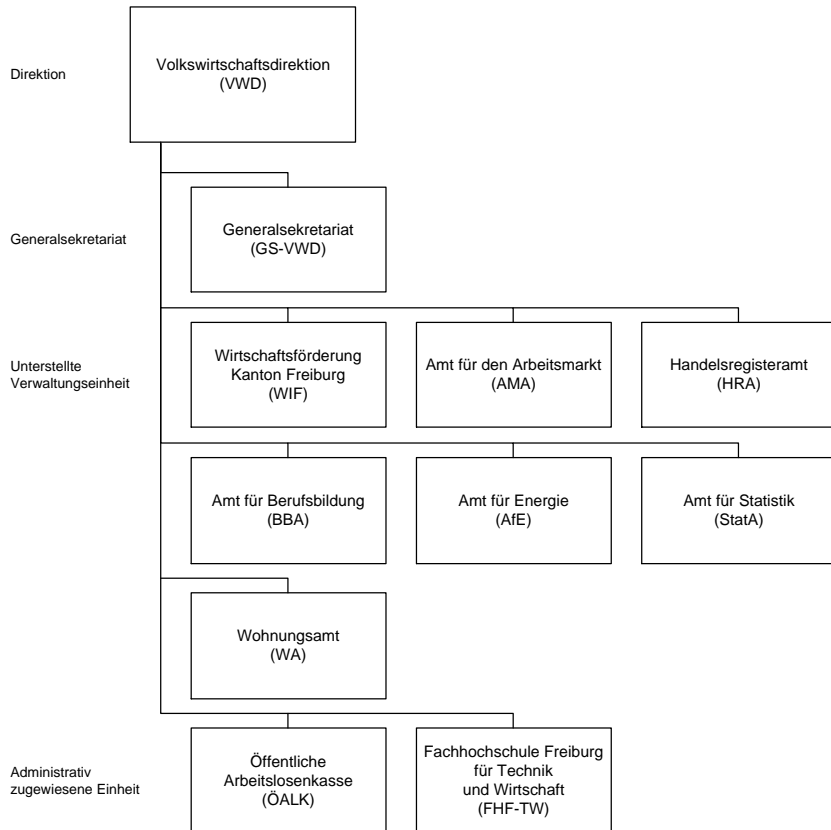 Direktion
Volkswirtschaftsdirektion
(VWD)
Generalsekretariat
Generalsekretariat
(GS-VWD)
Unterstellte
Verwaltungseinheit
Wirtschaftsförderung
Kanton Freiburg
(WIF)
Amt für den Arbeitsmarkt
(AMA)
Handelsregisteramt
(HRA)
Amt für Berufsbildung
(BBA)
Amt für Energie
(AfE)
Amt für Statistik
(StatA)
Wohnungsamt
(WA)
Administrativ
zugewiesene Einheit
Öffentliche
Arbeitslosenkasse
(ÖALK)
Fachhochschule Freiburg
für Technik
und Wirtschaft
(FHF-TW)